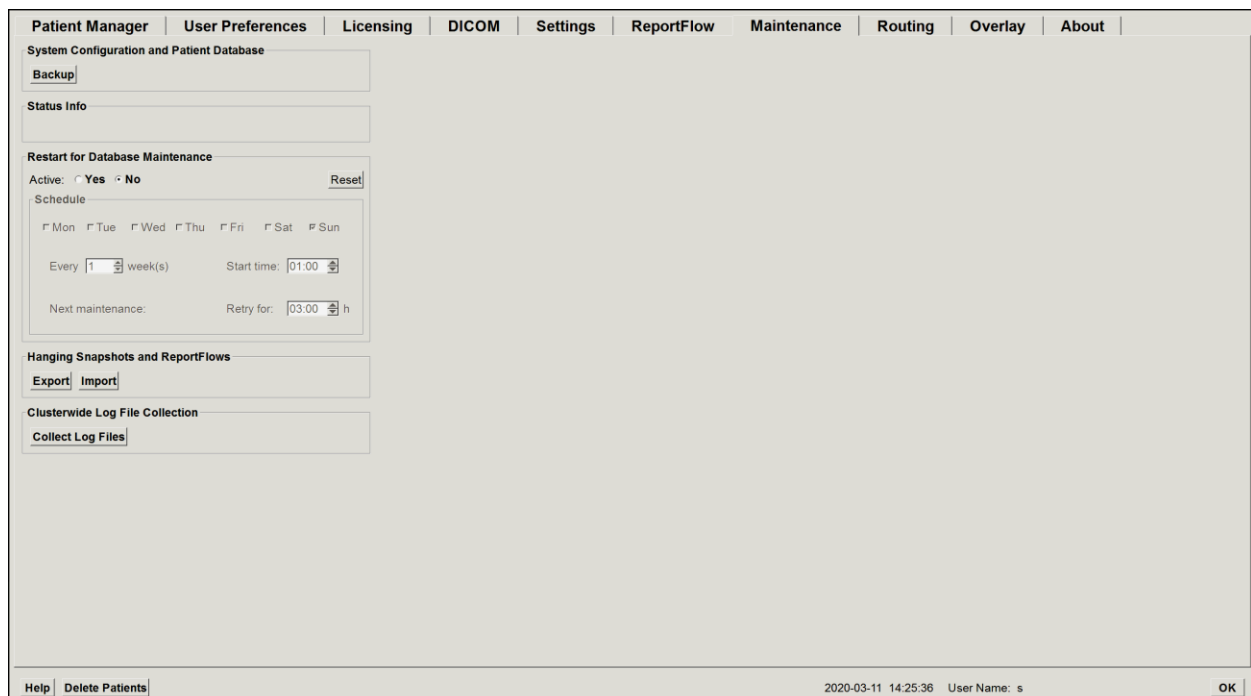 Patient Manager User Preferences Licensing DICOM Settings ReportFlow Maintenance Routing Overlay About
System Configuration and Patient Database
Backup
Status Info
Restart for Database Maintenance
Active: Yes No Reset
Schedule
Mon Tue Wed Thu Fri Sat Sun
Every 1 week(s) Start time: 01:00
Next maintenance: Retry for: 03:00 h
Hanging Snapshots and ReportFlows
Export Import
Clusterwide Log File Collection
Collect Log Files
Help Delete Patients 2020-03-11 14:25:36 User Name: s OK